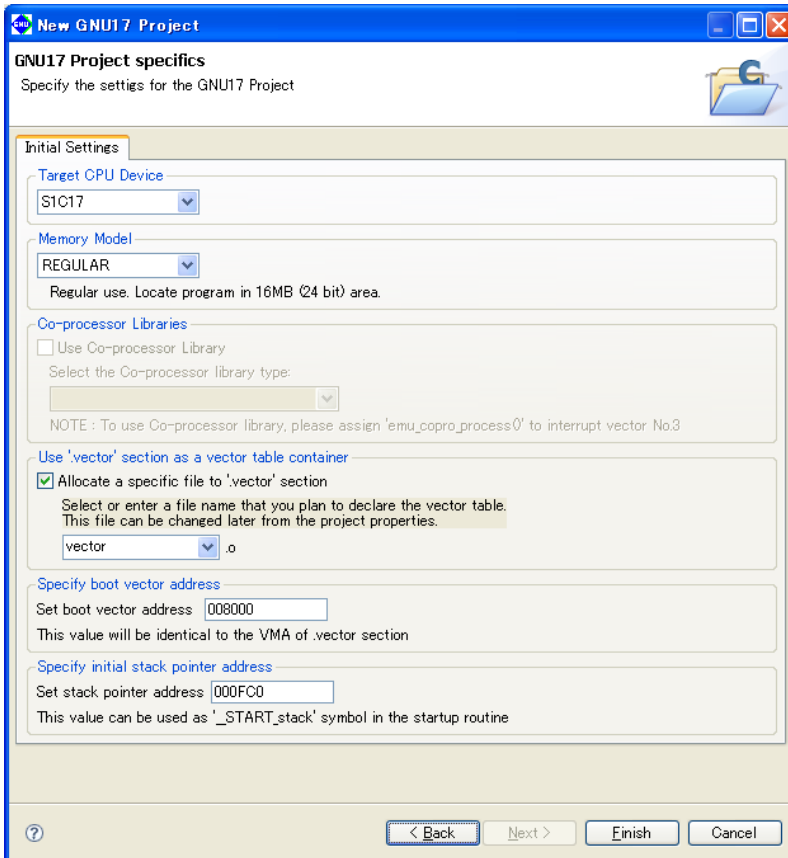 New GNU17 Project
GNU17 Project specifics
Specify the settigs for the GNU17 Project
Initial Settings
Target CPU Device
S1C17
Memory Model
REGULAR
Regular use. Locate program in 16MB (24 bit) area.
Co-processor Libraries
Use Co-processor Library
Select the Co-processor library type:
NOTE : To use Co-processor library, please assign 'emu_copro_process()' to interrupt vector No.3
Use '.vector' section as a vector table container
Allocate a specific file to '.vector' section
Select or enter a file name that you plan to declare the vector table.
This file can be changed later from the project properties.
vector .o
Specify boot vector address
Set boot vector address 008000
This value will be identical to the VMA of .vector section
Specify initial stack pointer address
Set stack pointer address 000FC0
This value can be used as '_START_stack' symbol in the startup routine
? < Back Next > Finish Cancel